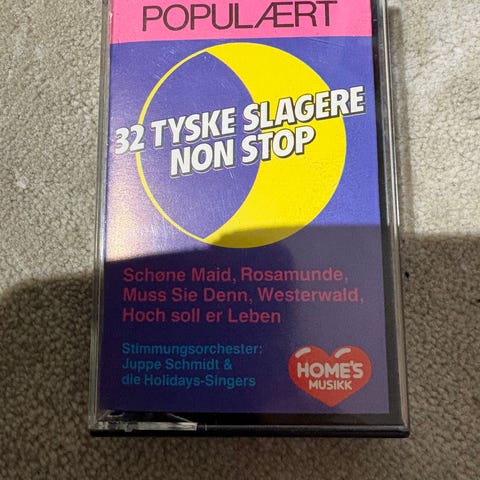 POPULÆRT
32 TYSKE SLAGERE
NON STOP
Schøne Maid, Rosamunde,
Muss Sie Denn, Westerwald,
Hoch soll er Leben
Stimmungsorchester:
Juppe Schmidt &
die Holidays-Singers
HOME'S
MUSIKK